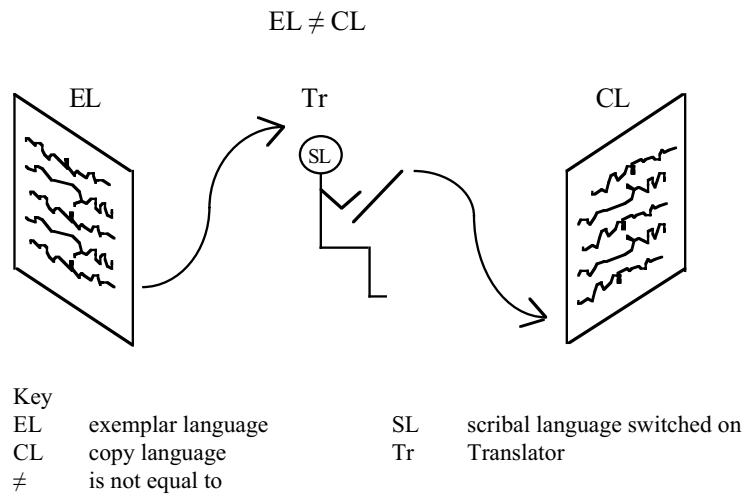 EL ≠ CL
EL Tr CL
SL
Key
EL exemplar language SL scribal language switched on
CL copy language Tr Translator
≠ is not equal to